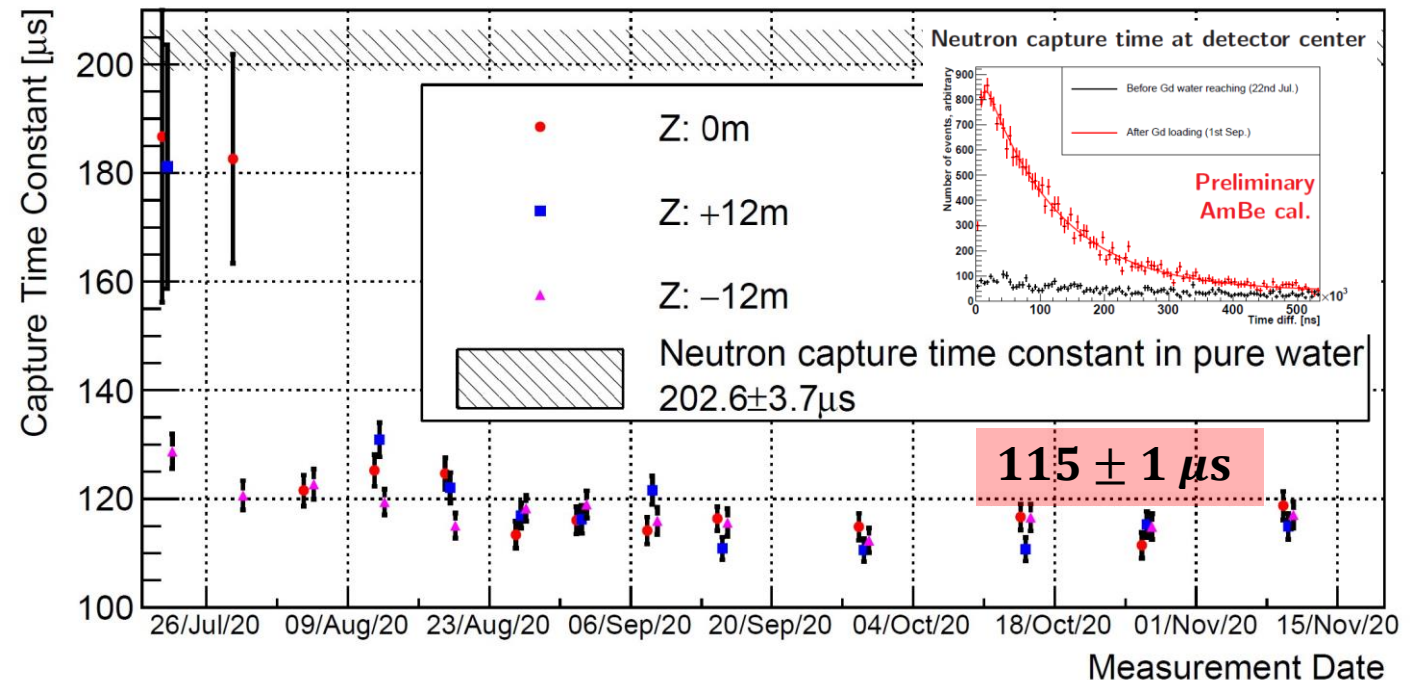 Capture Time Constant [µs]
200
180
160
140
120
100
Z: 0m
Z: +12m
Z: −12m
Neutron capture time constant in pure water
202.6±3.7µs
Neutron capture time at detector center
Number of events, arbitrary
900
800
700
600
500
400
300
200
100
0
Before Gd water reaching (22nd Jul.)
After Gd loading (1st Sep.)
Preliminary
AmBe cal.
0 100 200 300 400 500 ×10³
Time diff. [ns]
115 ± 1 µs
26/Jul/20 09/Aug/20 23/Aug/20 06/Sep/20 20/Sep/20 04/Oct/20 18/Oct/20 01/Nov/20 15/Nov/20
Measurement Date